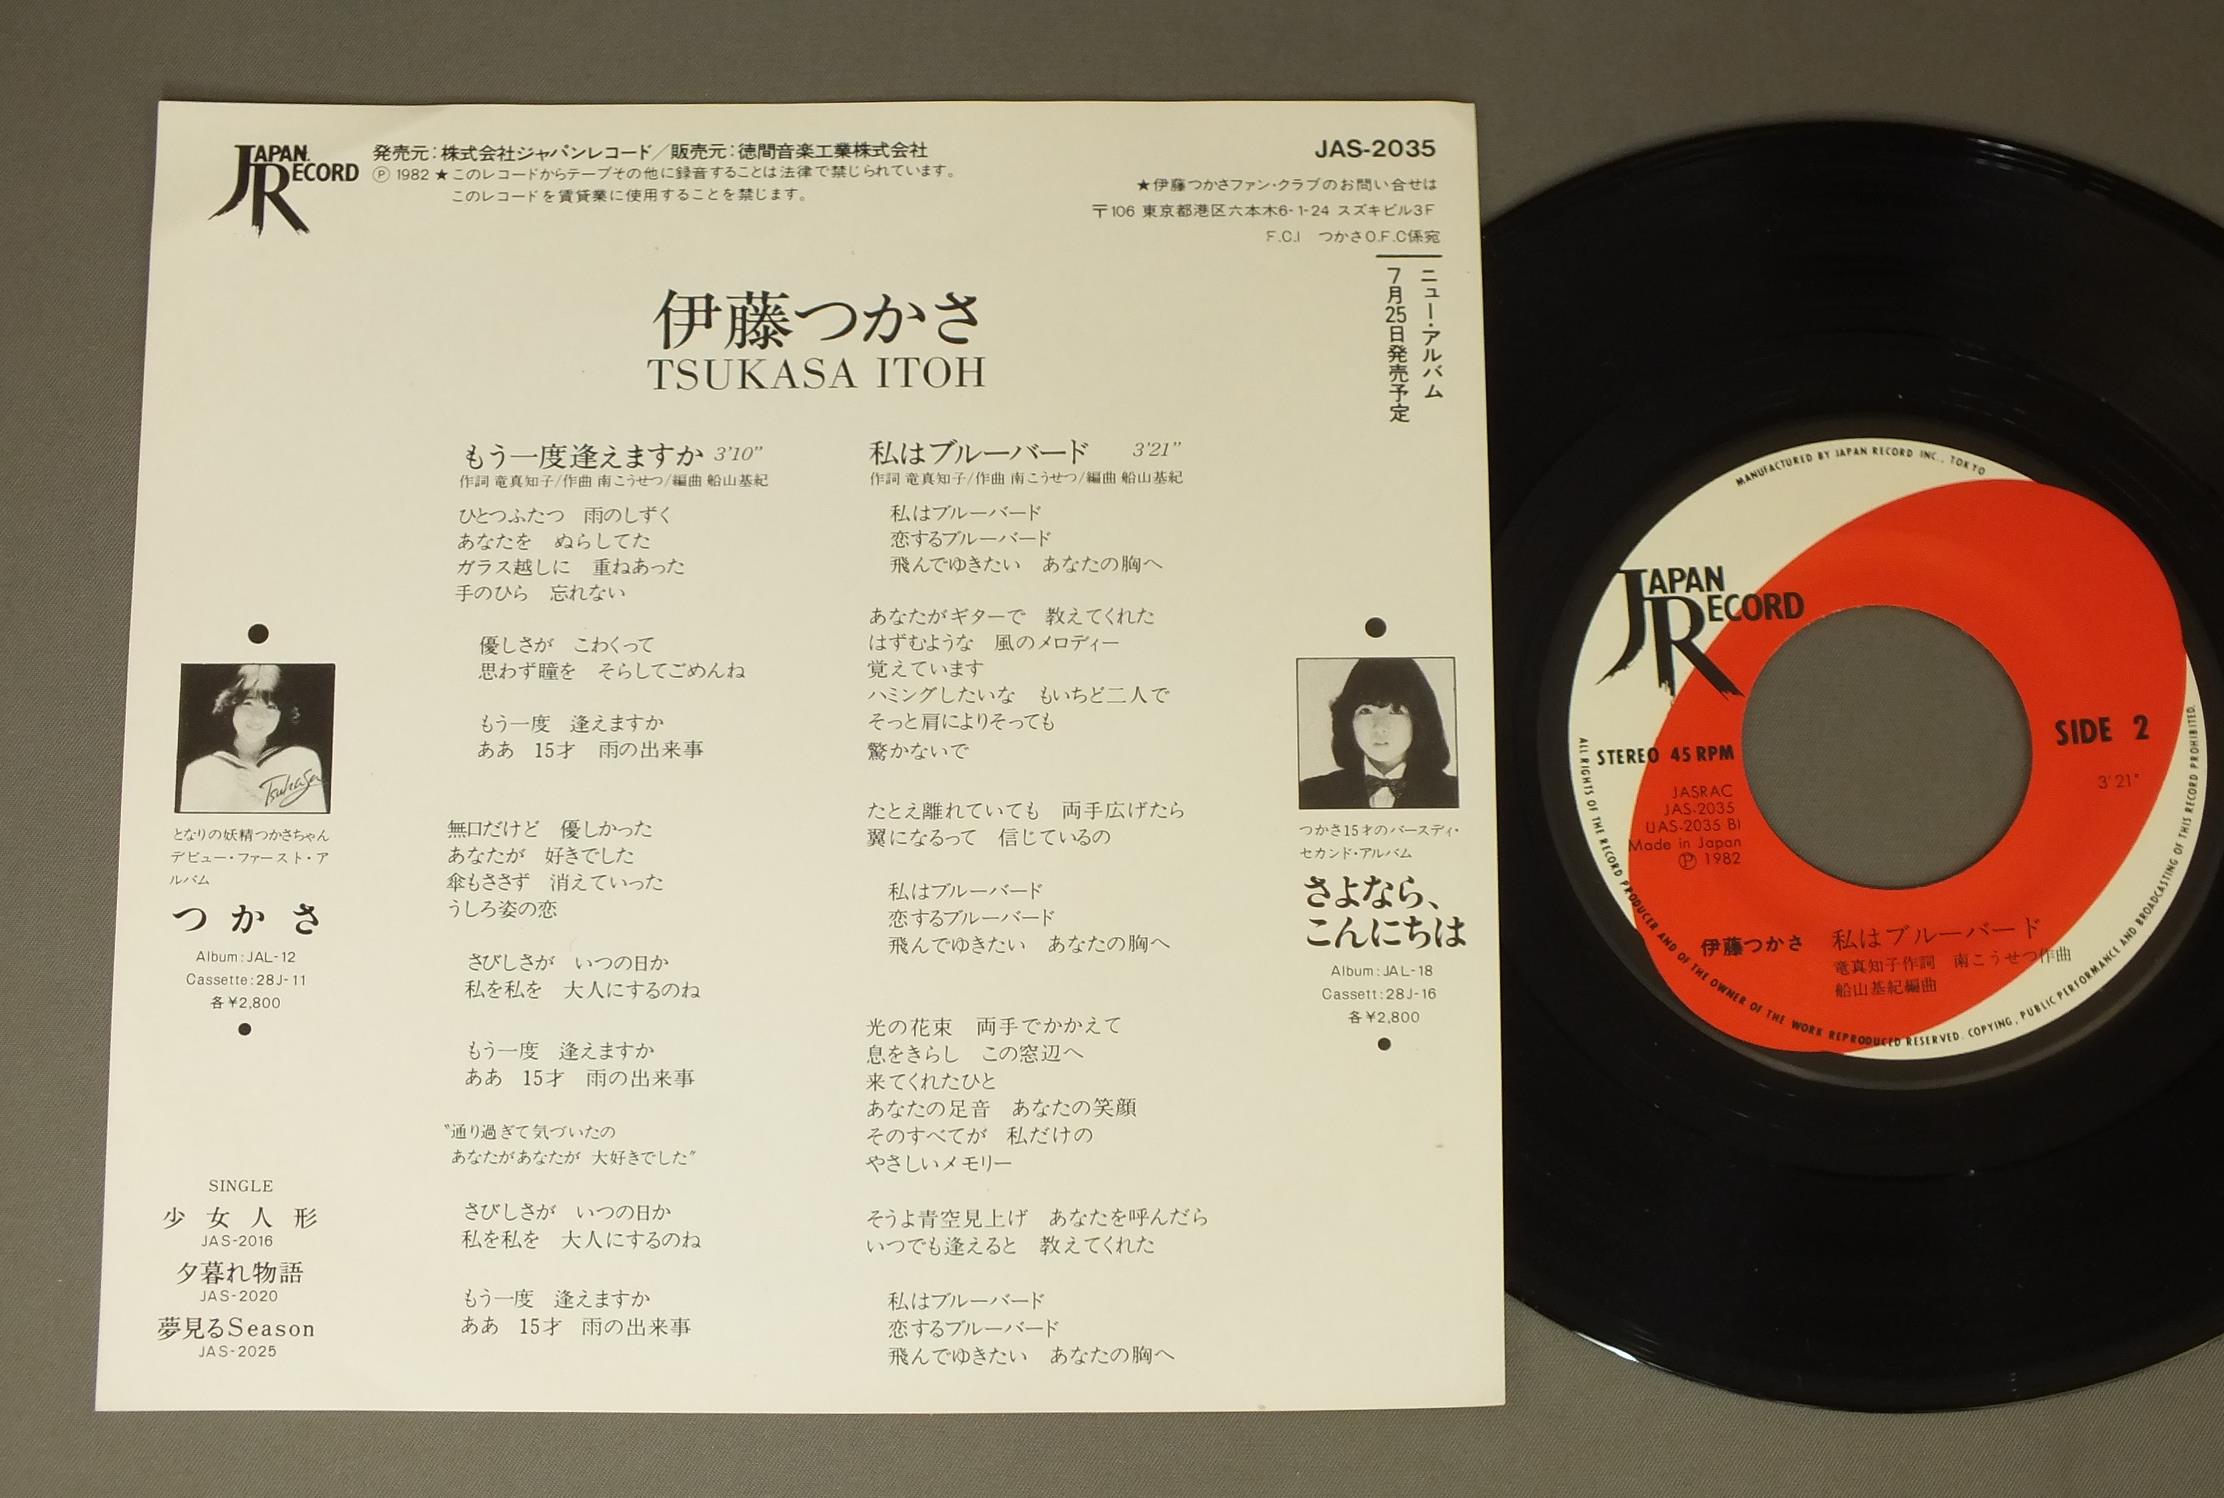 JAPAN. RECORD
発売元：株式会社ジャパンレコード／販売元：徳間音楽工業株式会社
Ⓟ 1982 ★このレコードからテープその他に録音することは法律で禁じられています。
このレコードを賃貸業に使用することを禁じます。
JAS-2035
★伊藤つかさファン・クラブのお問い合せは
〒106 東京都港区六本木6-1-24 スズキビル3F
F.C.I つかさO.F.C係宛
ニュー・アルバム
7月25日発売予定
伊藤つかさ
TSUKASA ITOH
もう一度逢えますか 3'10"
作詞 竜真知子/作曲 南こうせつ/編曲 船山基紀
ひとつふたつ 雨のしずく
あなたを ぬらしてた
ガラス越しに 重ねあった
手のひら 忘れない
優しさが こわくって
思わず瞳を そらしてごめんね
もう一度 逢えますか
ああ 15才 雨の出来事
無口だけど 優しかった
あなたが 好きでした
傘もささず 消えていった
うしろ姿の恋
さびしさが いつの日か
私を私を 大人にするのね
もう一度 逢えますか
ああ 15才 雨の出来事
"通り過ぎて気づいたの
あなたがあなたが 大好きでした"
さびしさが いつの日か
私を私を 大人にするのね
もう一度 逢えますか
ああ 15才 雨の出来事
私はブルーバード 3'21"
作詞 竜真知子/作曲 南こうせつ/編曲 船山基紀
私はブルーバード
恋するブルーバード
飛んでゆきたい あなたの胸へ
あなたがギターで 教えてくれた
はずむような 風のメロディー
覚えています
ハミングしたいな もいちど二人で
そっと肩によりそっても
驚かないで
たとえ離れていても 両手広げたら
翼になるって 信じているの
私はブルーバード
恋するブルーバード
飛んでゆきたい あなたの胸へ
光の花束 両手でかかえて
息をきらし この窓辺へ
来てくれたひと
あなたの足音 あなたの笑顔
そのすべてが 私だけの
やさしいメモリー
そうよ青空見上げ あなたを呼んだら
いつでも逢えると 教えてくれた
私はブルーバード
恋するブルーバード
飛んでゆきたい あなたの胸へ
Tsukasa
となりの妖精つかさちゃん
デビュー・ファースト・ア
ルバム
つかさ
Album:JAL-12
Cassette:28J-11
各¥2,800
SINGLE
少女人形
JAS-2016
夕暮れ物語
JAS-2020
夢見るSeason
JAS-2025
つかさ15才のバースディ・
セカンド・アルバム
さよなら、
こんにちは
Album:JAL-18
Cassett:28J-16
各¥2,800
MANUFACTURED BY JAPAN RECORD INC., TOKYO
JAPAN RECORD
SIDE 2
STEREO 45 RPM
3'21"
JASRAC
JAS-2035
(JAS-2035 B)
Made in Japan
Ⓟ 1982
伊藤つかさ 私はブルーバード
竜真知子作詞 南こうせつ作曲
船山基紀編曲
ALL RIGHTS OF THE RECORD PRODUCER AND OF THE OWNER OF THE WORK REPRODUCED RESERVED. COPYING, PUBLIC PERFORMANCE AND BROADCASTING OF THIS RECORD PROHIBITED.